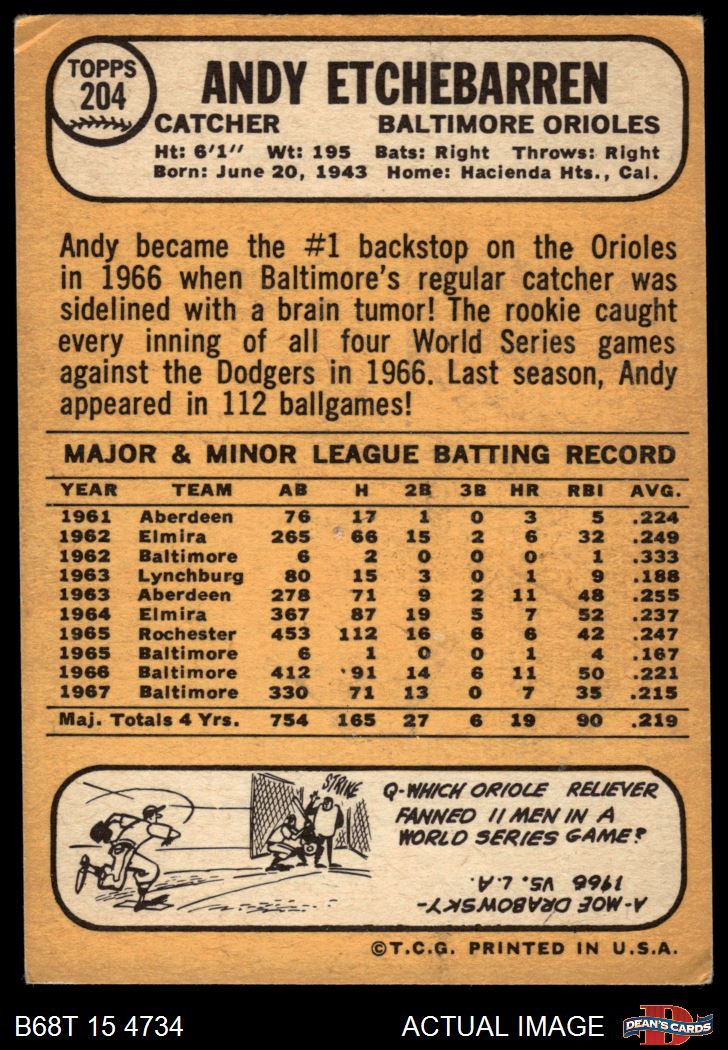 TOPPS
204
ANDY ETCHEBARREN
CATCHER BALTIMORE ORIOLES
Ht: 6'1" Wt: 195 Bats: Right Throws: Right
Born: June 20, 1943 Home: Hacienda Hts., Cal.
Andy became the #1 backstop on the Orioles
in 1966 when Baltimore's regular catcher was
sidelined with a brain tumor! The rookie caught
every inning of all four World Series games
against the Dodgers in 1966. Last season, Andy
appeared in 112 ballgames!
MAJOR & MINOR LEAGUE BATTING RECORD
YEAR TEAM AB H 2B 3B HR RBI AVG.
1961 Aberdeen 76 17 1 0 3 5 .224
1962 Elmira 265 66 15 2 6 32 .249
1962 Baltimore 6 2 0 0 0 1 .333
1963 Lynchburg 80 15 3 0 1 9 .188
1963 Aberdeen 278 71 9 2 11 48 .255
1964 Elmira 367 87 19 5 7 52 .237
1965 Rochester 453 112 16 6 6 42 .247
1965 Baltimore 6 1 0 0 1 4 .167
1966 Baltimore 412 91 14 6 11 50 .221
1967 Baltimore 330 71 13 0 7 35 .215
Maj. Totals 4 Yrs. 754 165 27 6 19 90 .219
STRIKE
Q-WHICH ORIOLE RELIEVER
FANNED 11 MEN IN A
WORLD SERIES GAME?
A-MOE DRABOWSKY-
1966 VS. L.A.
©T.C.G. PRINTED IN U.S.A.
B68T 15 4734 ACTUAL IMAGE
D
DEAN'S CARDS